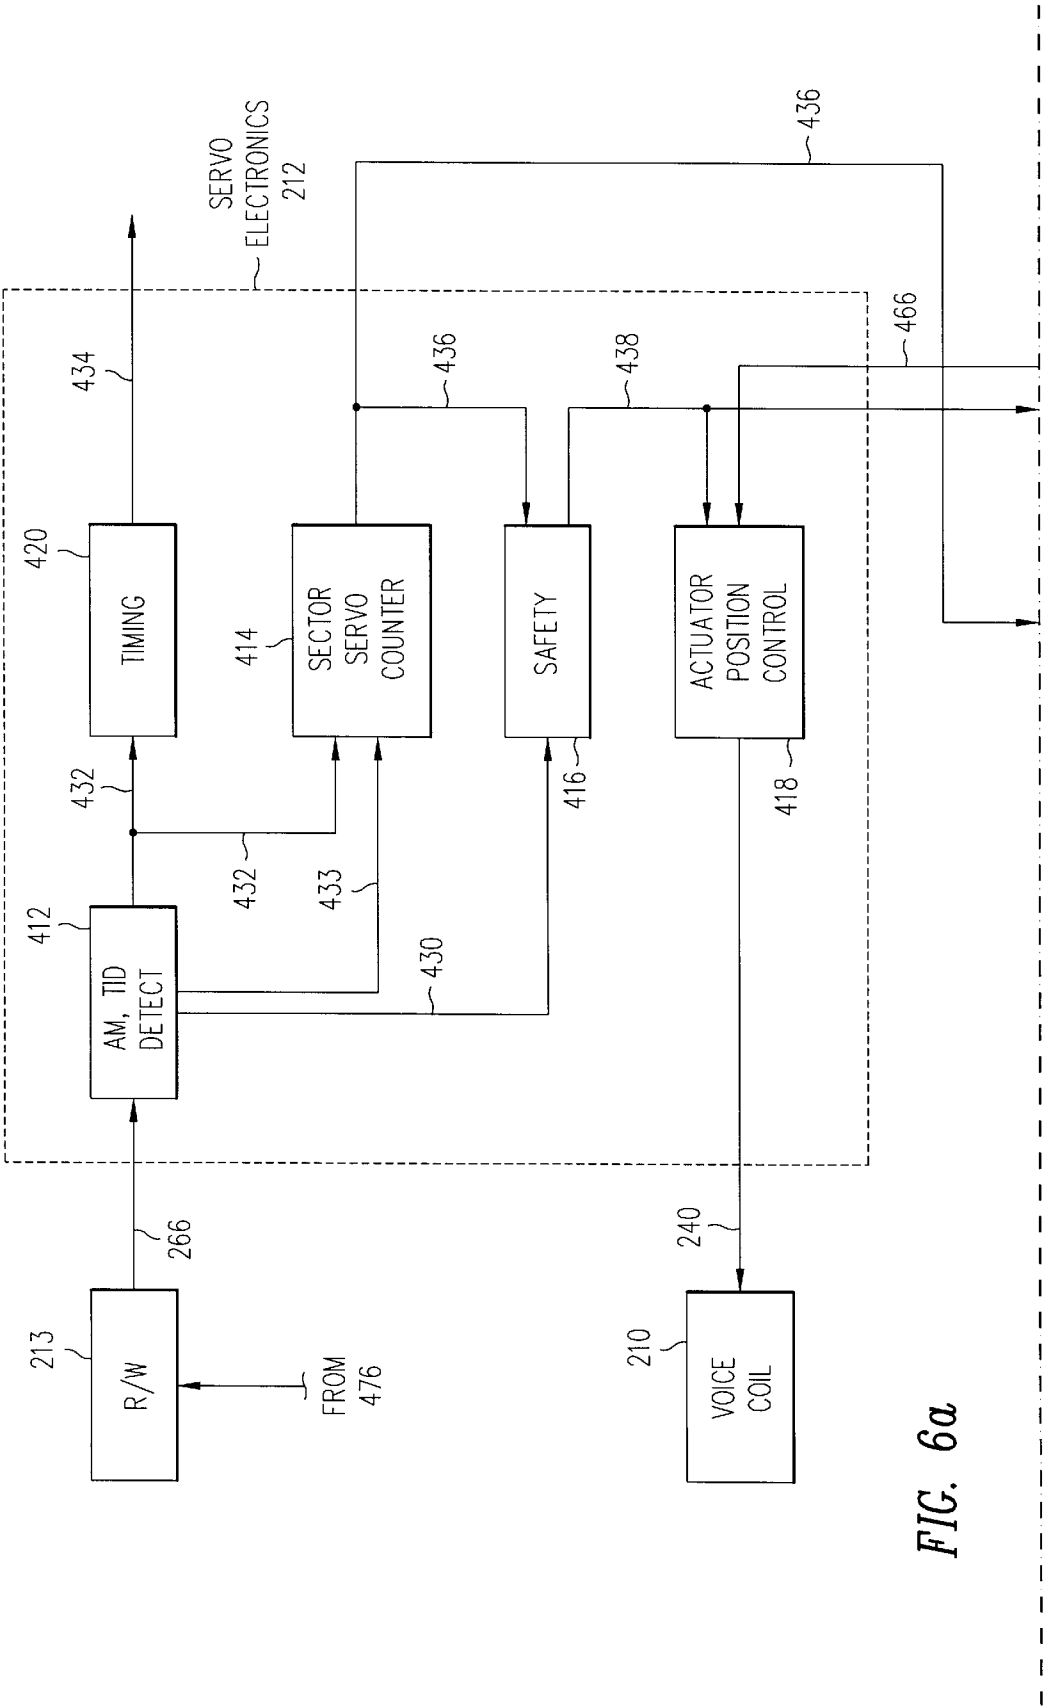 SERVO
ELECTRONICS
212
213
R/W
FROM
476
266
412
AM, TID
DETECT
432
432
433
430
420
TIMING
434
414
SECTOR
SERVO
COUNTER
436
436
416
SAFETY
438
418
ACTUATOR
POSITION
CONTROL
466
240
210
VOICE
COIL
FIG. 6a